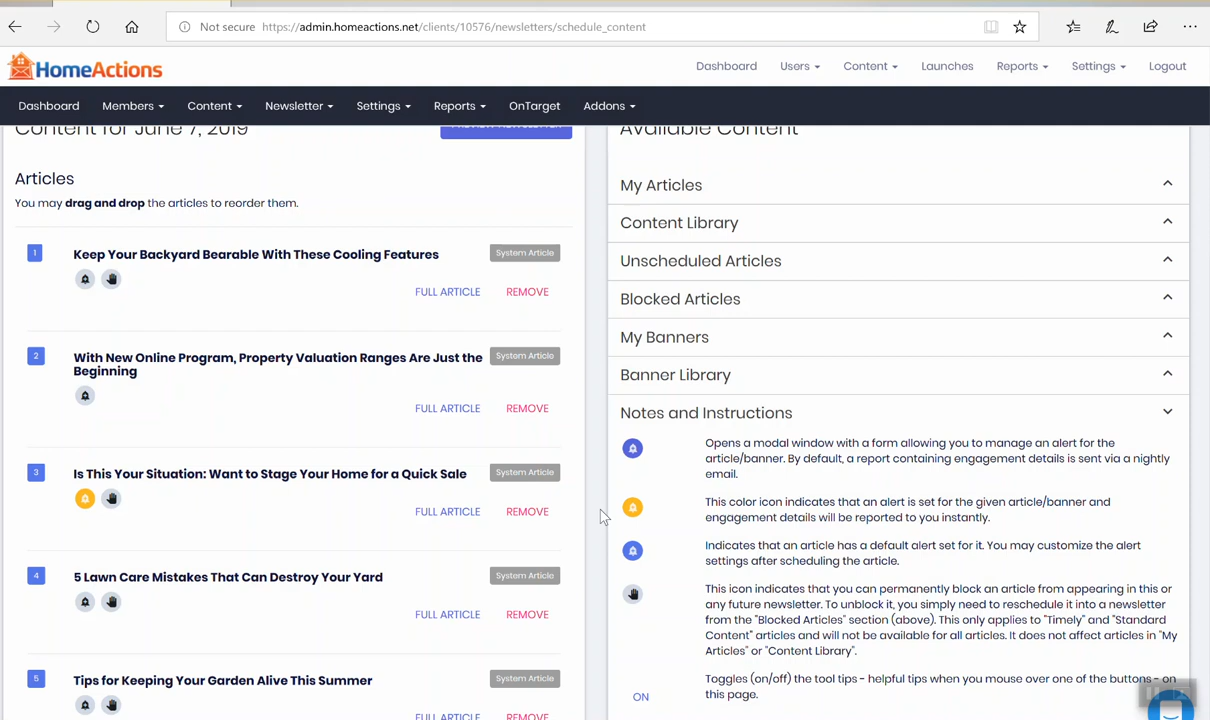 Not secure https://admin.homeactions.net/clients/10576/newsletters/schedule_content
HomeActions
Dashboard Users Content Launches Reports Settings Logout
Dashboard Members Content Newsletter Settings Reports OnTarget Addons
Content for June 7, 2019
PREVIEW NEWSLETTER
Available Content
Articles
You may drag and drop the articles to reorder them.
1 Keep Your Backyard Bearable With These Cooling Features System Article
FULL ARTICLE REMOVE
2 With New Online Program, Property Valuation Ranges Are Just the System Article
Beginning
FULL ARTICLE REMOVE
3 Is This Your Situation: Want to Stage Your Home for a Quick Sale System Article
FULL ARTICLE REMOVE
4 5 Lawn Care Mistakes That Can Destroy Your Yard System Article
FULL ARTICLE REMOVE
5 Tips for Keeping Your Garden Alive This Summer System Article
FULL ARTICLE REMOVE
My Articles
Content Library
Unscheduled Articles
Blocked Articles
My Banners
Banner Library
Notes and Instructions
Opens a modal window with a form allowing you to manage an alert for the
article/banner. By default, a report containing engagement details is sent via a nightly
email.
This color icon indicates that an alert is set for the given article/banner and
engagement details will be reported to you instantly.
Indicates that an article has a default alert set for it. You may customize the alert
settings after scheduling the article.
This icon indicates that you can permanently block an article from appearing in this or
any future newsletter. To unblock it, you simply need to reschedule it into a newsletter
from the "Blocked Articles" section (above). This only applies to "Timely" and "Standard
Content" articles and will not be available for all articles. It does not affect articles in "My
Articles" or "Content Library".
ON Toggles (on/off) the tool tips - helpful tips when you mouse over one of the buttons - on
this page.